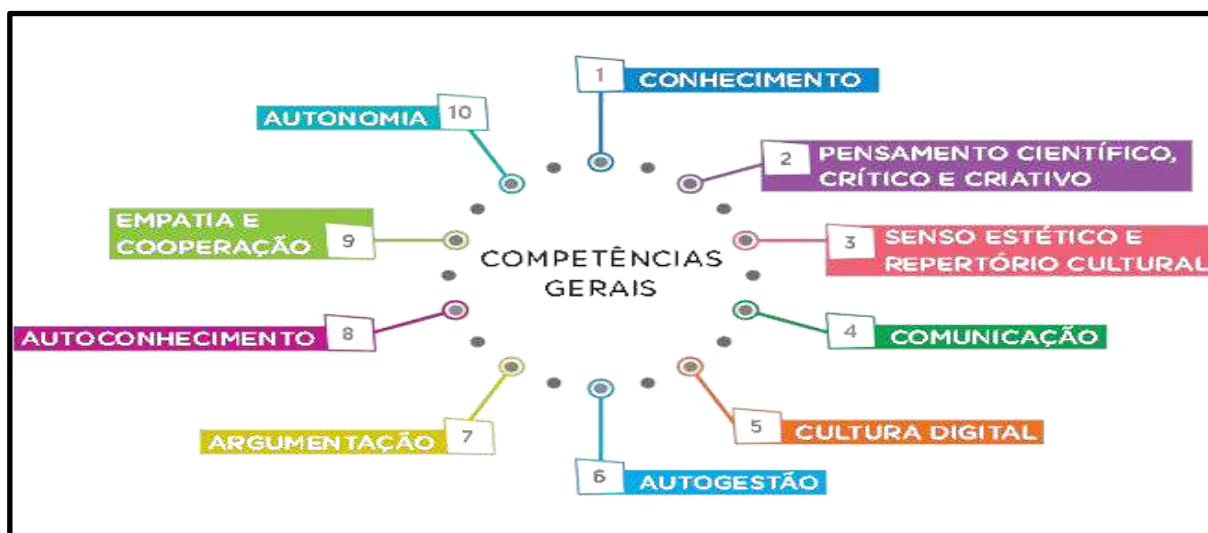 COMPETÊNCIAS
GERAIS
1
CONHECIMENTO
2
PENSAMENTO CIENTÍFICO,
CRÍTICO E CRIATIVO
3
SENSO ESTÉTICO E
REPERTÓRIO CULTURAL
4
COMUNICAÇÃO
5
CULTURA DIGITAL
6
AUTOGESTÃO
7
ARGUMENTAÇÃO
8
AUTOCONHECIMENTO
9
EMPATIA E
COOPERAÇÃO
10
AUTONOMIA